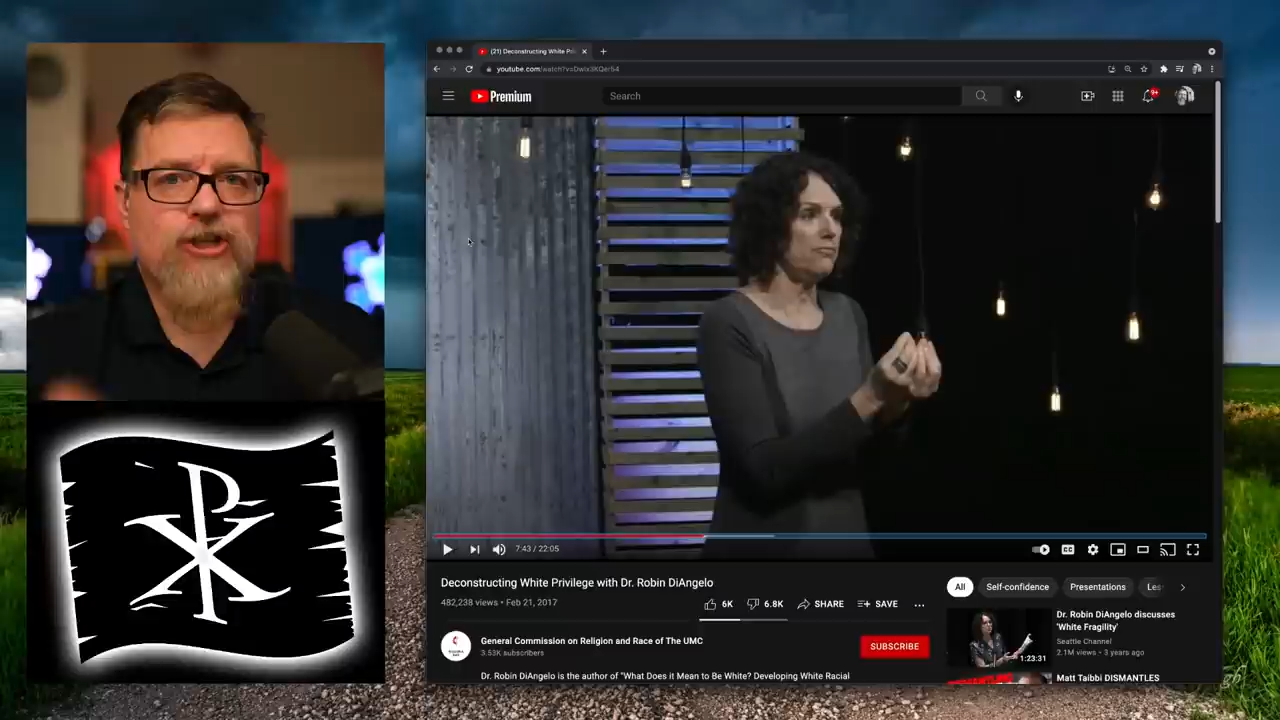 (21) Deconstructing White Pri
youtube.com/watch?v=DwIx3KQer54
Premium
Search
9+
7:43 / 22:05
CC
Deconstructing White Privilege with Dr. Robin DiAngelo
482,238 views • Feb 21, 2017
6K
6.8K
SHARE
SAVE
General Commission on Religion and Race of The UMC
3.53K subscribers
SUBSCRIBE
Dr. Robin DiAngelo is the author of "What Does it Mean to Be White? Developing White Racial
All
Self-confidence
Presentations
Les
1:23:31
Dr. Robin DiAngelo discusses
'White Fragility'
Seattle Channel
2.1M views • 3 years ago
Matt Taibbi DISMANTLES